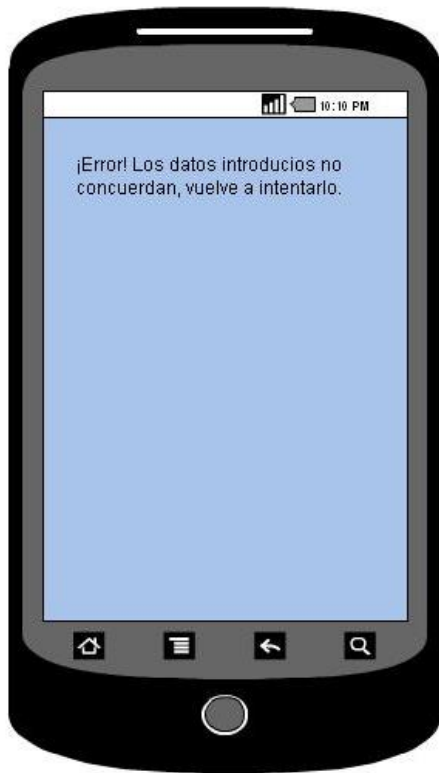 10:10 PM
¡Error! Los datos introducios no
concuerdan, vuelve a intentarlo.